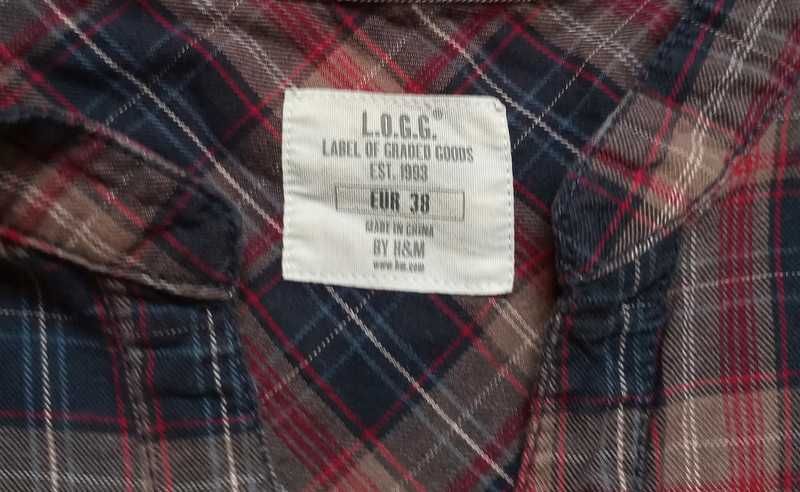 L.O.G.G.®
LABEL OF GRADED GOODS
EST. 1993
EUR 38
MADE IN CHINA
BY H&M
www.hm.com